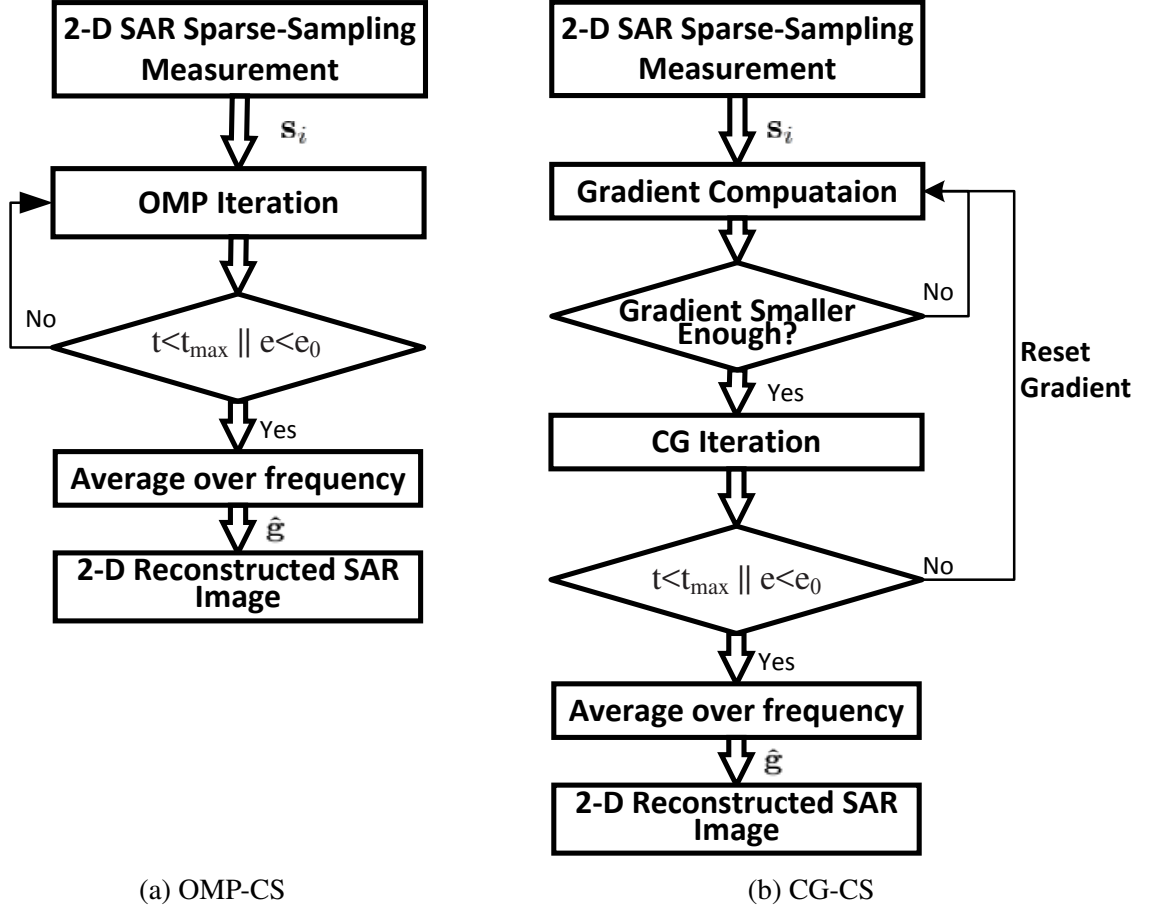 2-D SAR Sparse-Sampling
Measurement
s_i
OMP Iteration
No
t<t_max || e<e_0
Yes
Average over frequency
ĝ
2-D Reconstructed SAR
Image
(a) OMP-CS
2-D SAR Sparse-Sampling
Measurement
s_i
Gradient Compuataion
Gradient Smaller
Enough?
No
Yes
Reset
Gradient
CG Iteration
t<t_max || e<e_0
No
Yes
Average over frequency
ĝ
2-D Reconstructed SAR
Image
(b) CG-CS